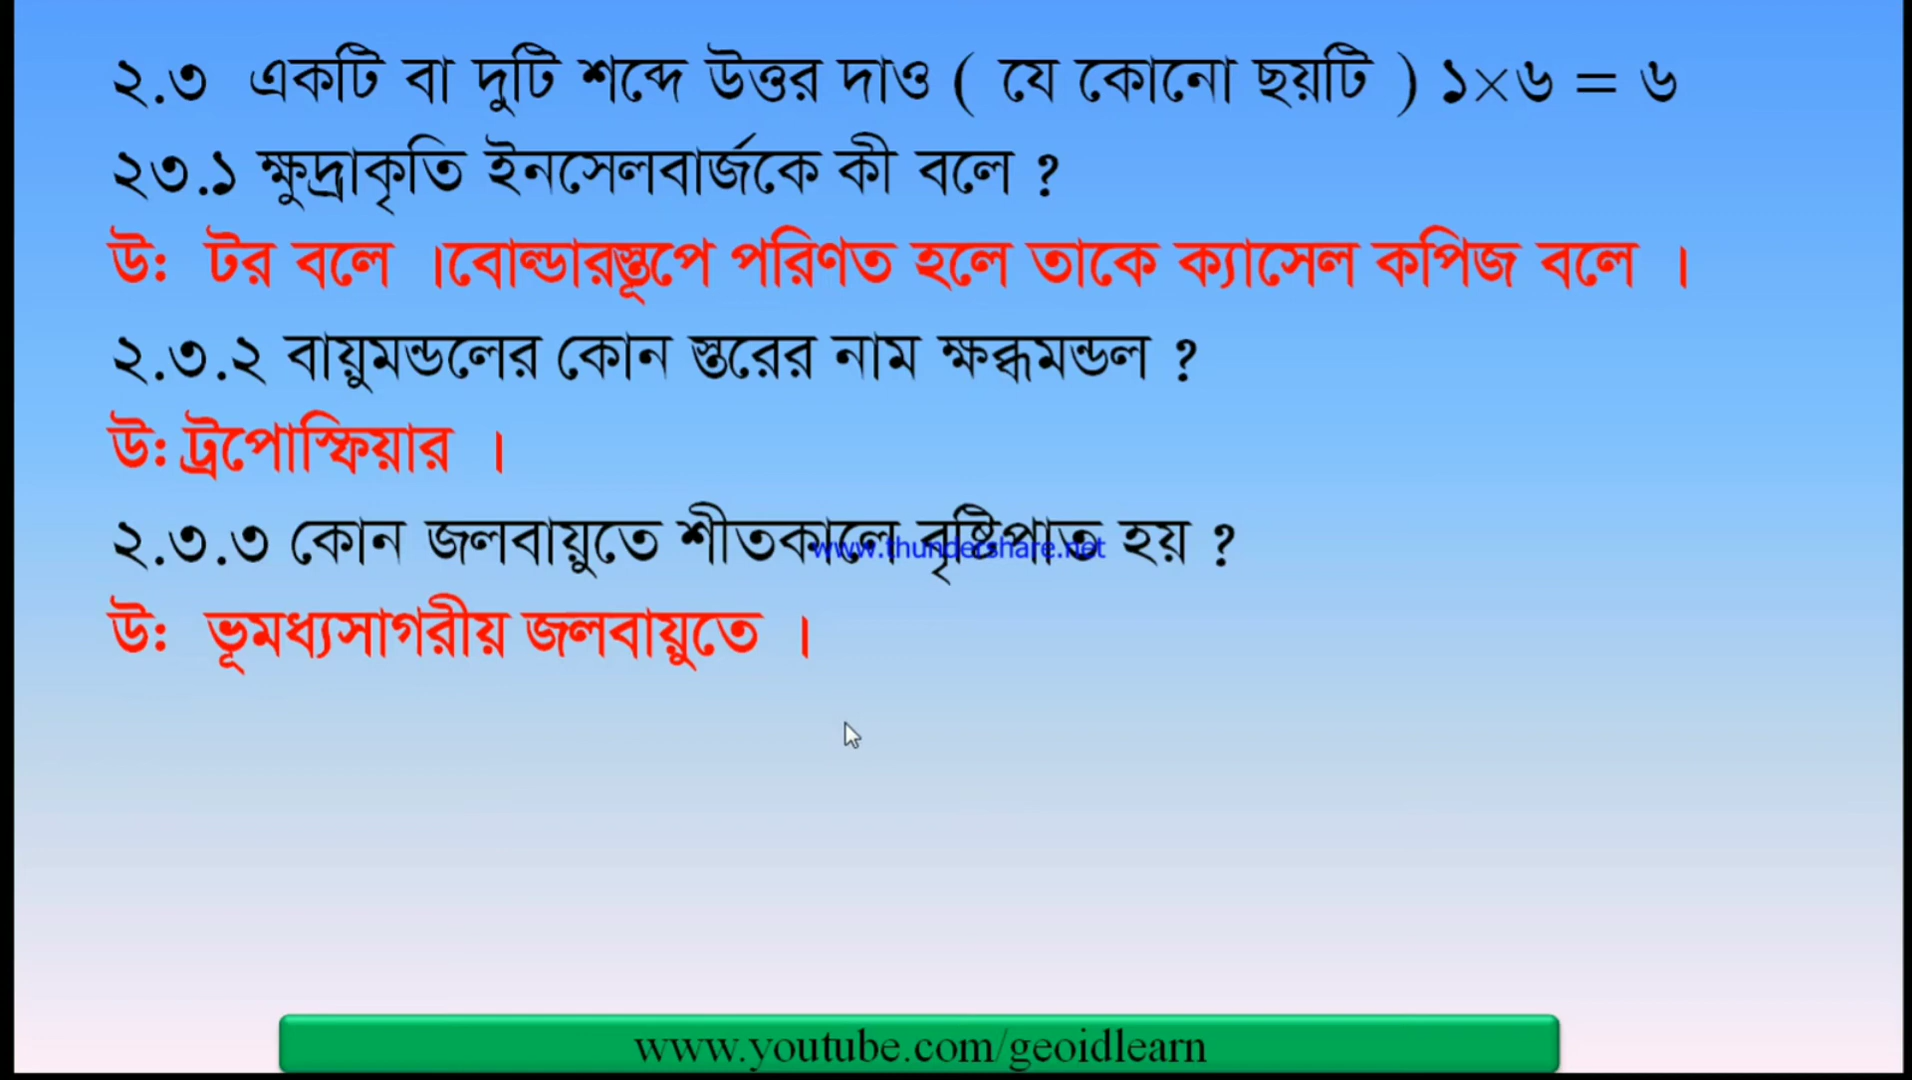 ২.৩ একটি বা দুটি শব্দে উত্তর দাও ( যে কোনো ছয়টি ) ১×৬ = ৬
২৩.১ ক্ষুদ্রাকৃতি ইনসেলবার্জকে কী বলে ?
উঃ টর বলে ।বোল্ডারস্তূপে পরিণত হলে তাকে ক্যাসেল কপিজ বলে ।
২.৩.২ বায়ুমন্ডলের কোন স্তরের নাম ক্ষব্ধমন্ডল ?
উঃ ট্রপোস্ফিয়ার ।
২.৩.৩ কোন জলবায়ুতে শীতকালে বৃষ্টিপাত হয় ?
www.thundershare.net
উঃ ভূমধ্যসাগরীয় জলবায়ুতে ।
www.youtube.com/geoidlearn